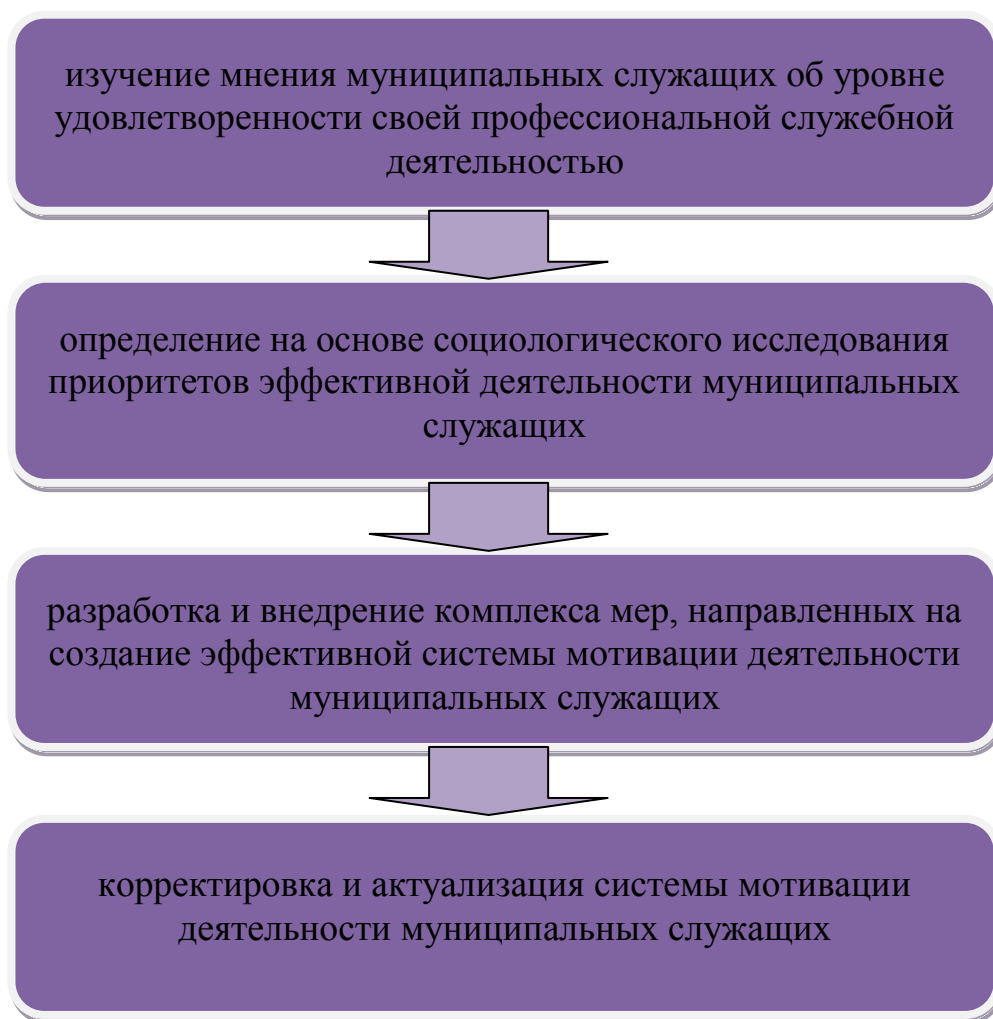 изучение мнения муниципальных служащих об уровне
удовлетворенности своей профессиональной служебной
деятельностью
определение на основе социологического исследования
приоритетов эффективной деятельности муниципальных
служащих
разработка и внедрение комплекса мер, направленных на
создание эффективной системы мотивации деятельности
муниципальных служащих
корректировка и актуализация системы мотивации
деятельности муниципальных служащих